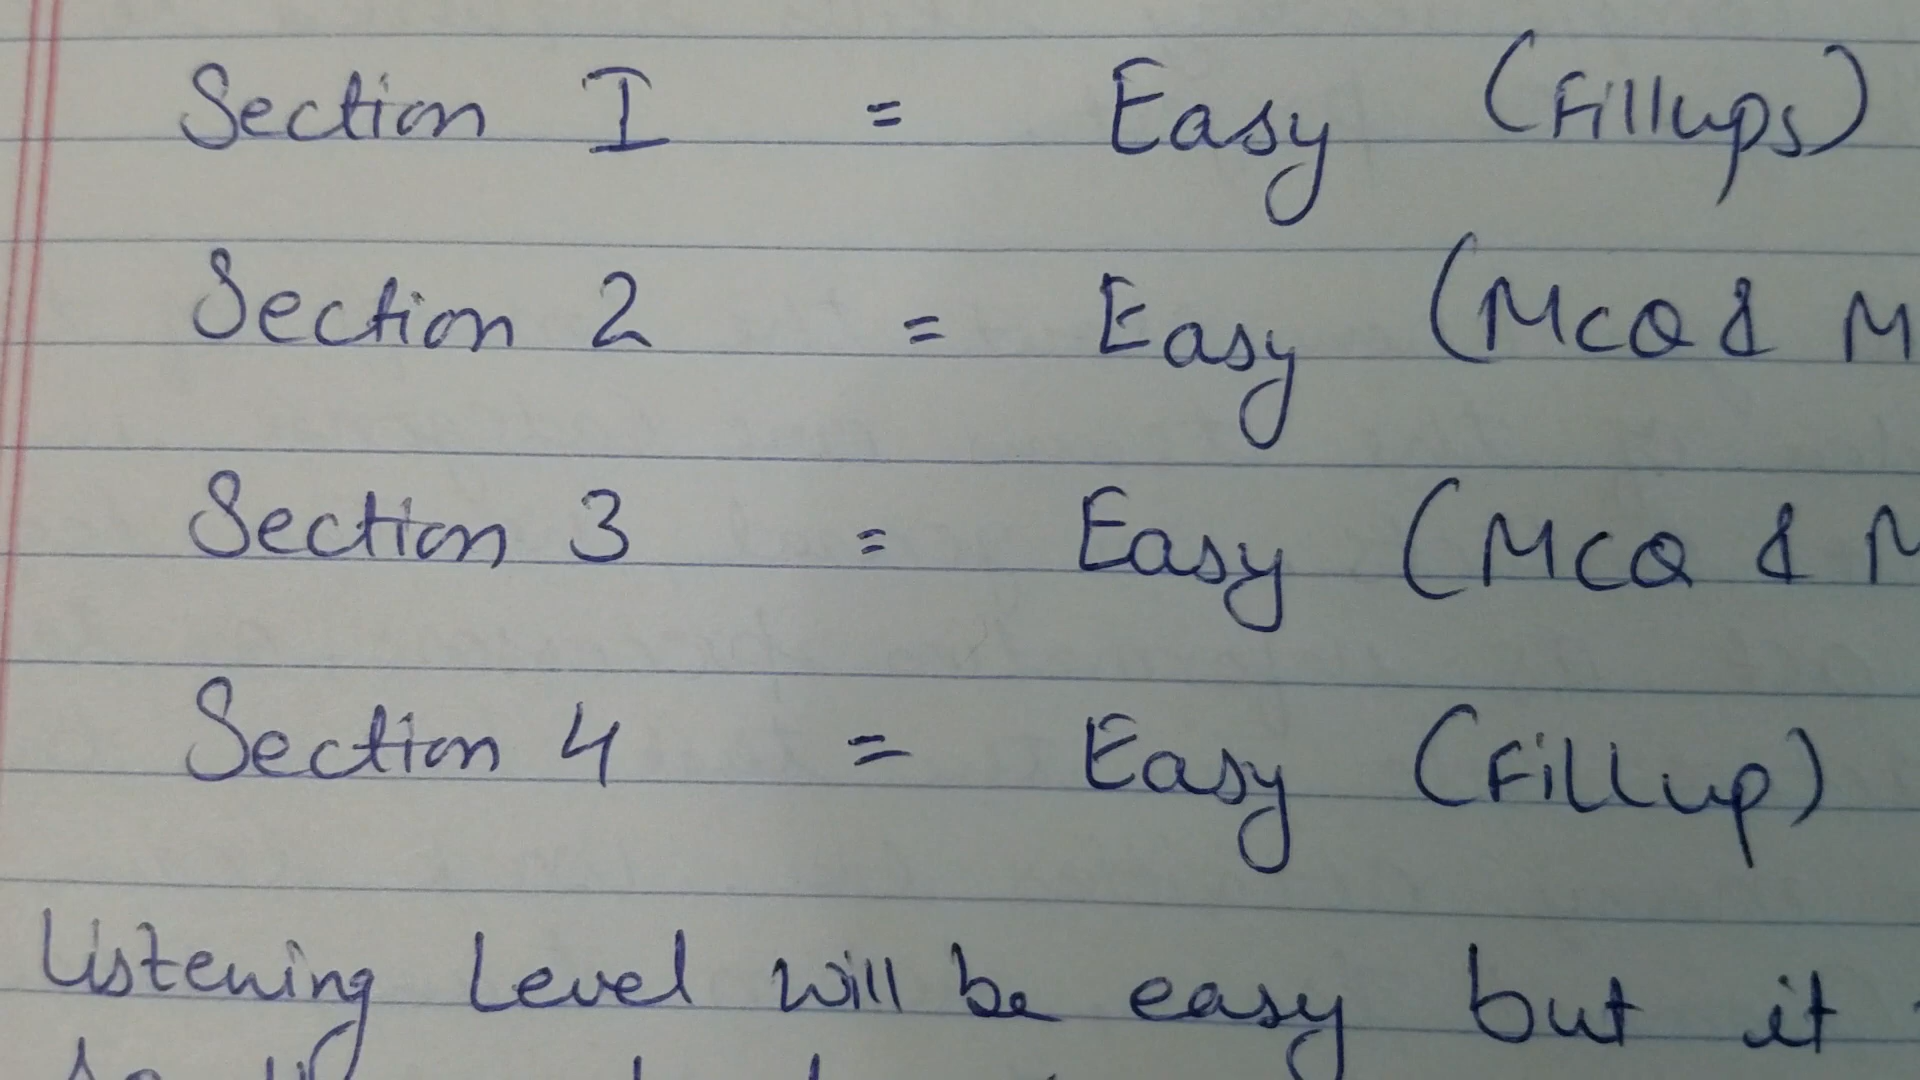 Section I = Easy (Fillups)
Section 2 = Easy (MCQ & M
Section 3 = Easy (MCQ & M
Section 4 = Easy (Fillup)
Listening Level will be easy but it